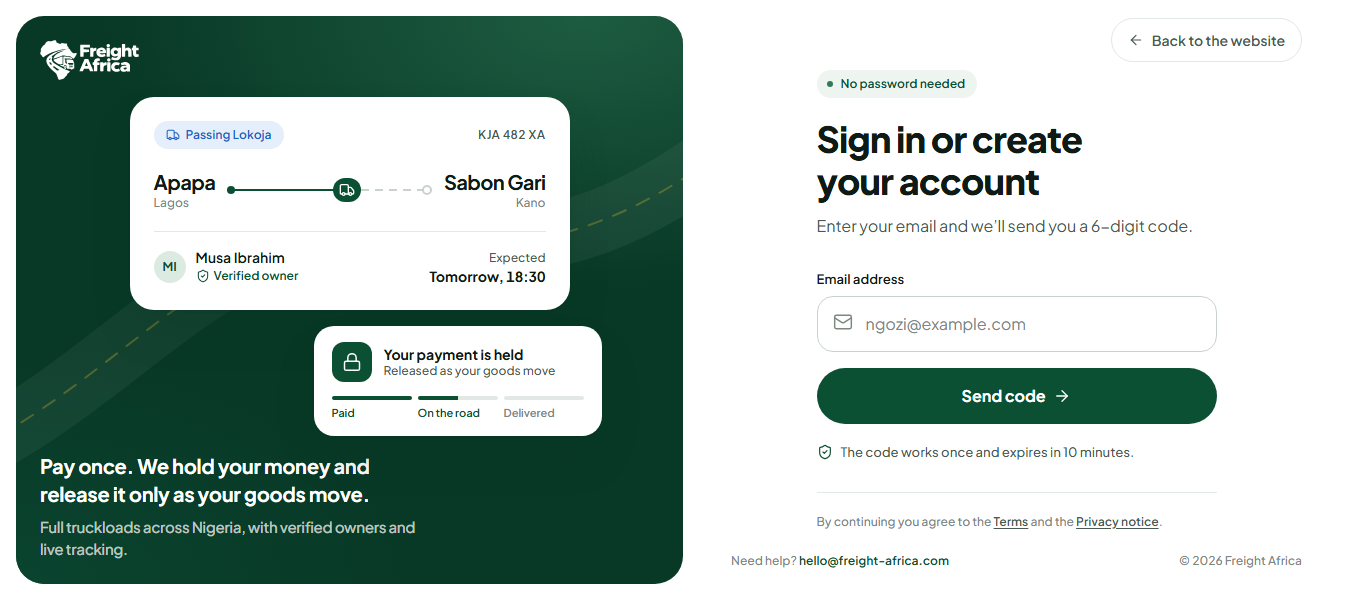 Freight
Africa
Passing Lokoja
KJA 482 XA
Apapa
Sabon Gari
Lagos
Kano
MI
Musa Ibrahim
Verified owner
Expected
Tomorrow, 18:30
Your payment is held
Released as your goods move
Paid
On the road
Delivered
Pay once. We hold your money and
release it only as your goods move.
Full truckloads across Nigeria, with verified owners and
live tracking.
Back to the website
No password needed
Sign in or create
your account
Enter your email and we’ll send you a 6-digit code.
Email address
ngozi@example.com
Send code
The code works once and expires in 10 minutes.
By continuing you agree to the Terms and the Privacy notice.
Need help? hello@freight-africa.com
© 2026 Freight Africa